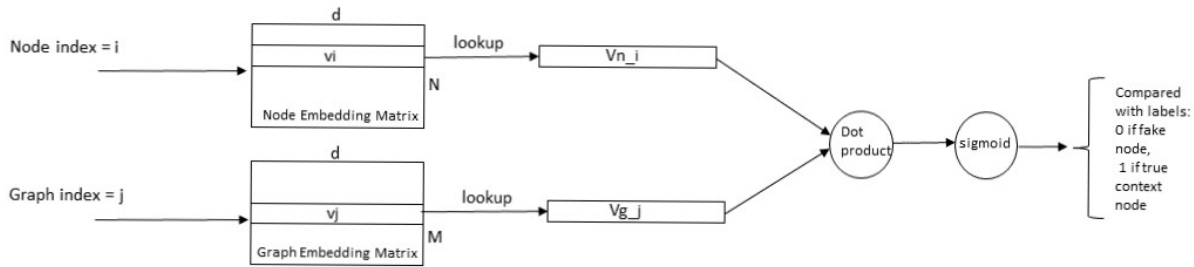 d
Node index = i
vi
lookup
Vn_i
N
Node Embedding Matrix
d
Graph index = j
vj
lookup
Vg_j
M
Graph Embedding Matrix
Dot
product
sigmoid
Compared
with labels:
0 if fake
node,
1 if true
context
node